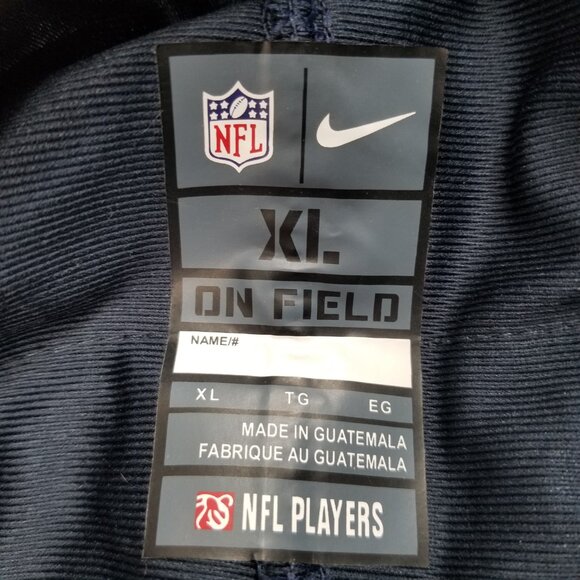 NFL
XL
ON FIELD
NAME/#
XL TG EG
MADE IN GUATEMALA
FABRIQUE AU GUATEMALA
NFL PLAYERS